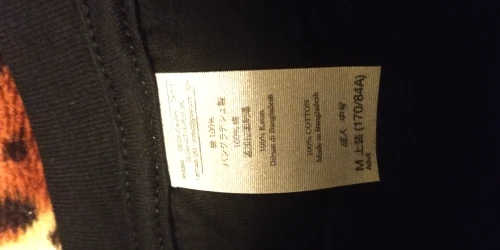 M 上装 (170/84A)
Adult
成人 中号
100% COTTON
Made in Bangladesh
100% Katun
Dibuat di Bangladesh
100% 棉
孟加拉国制造
綿 100%
バングラデシュ製